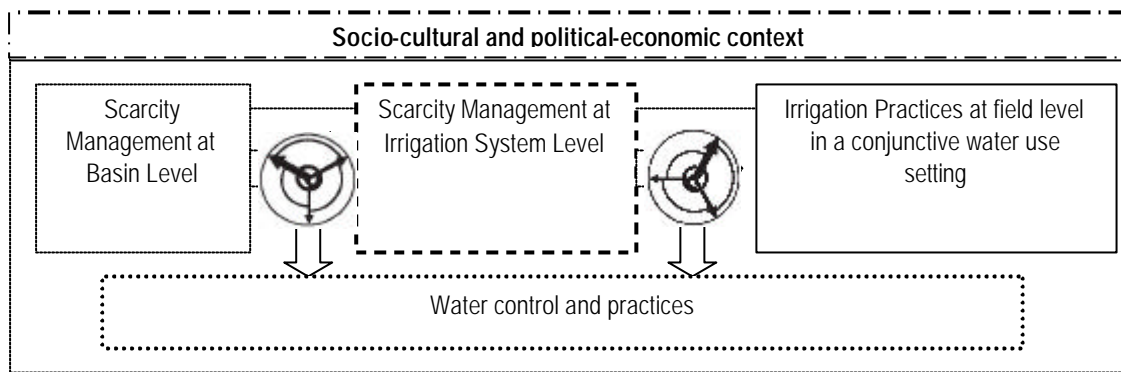 Socio-cultural and political-economic context
Scarcity
Management at
Basin Level
Scarcity Management at
Irrigation System Level
Irrigation Practices at field level
in a conjunctive water use
setting
Water control and practices